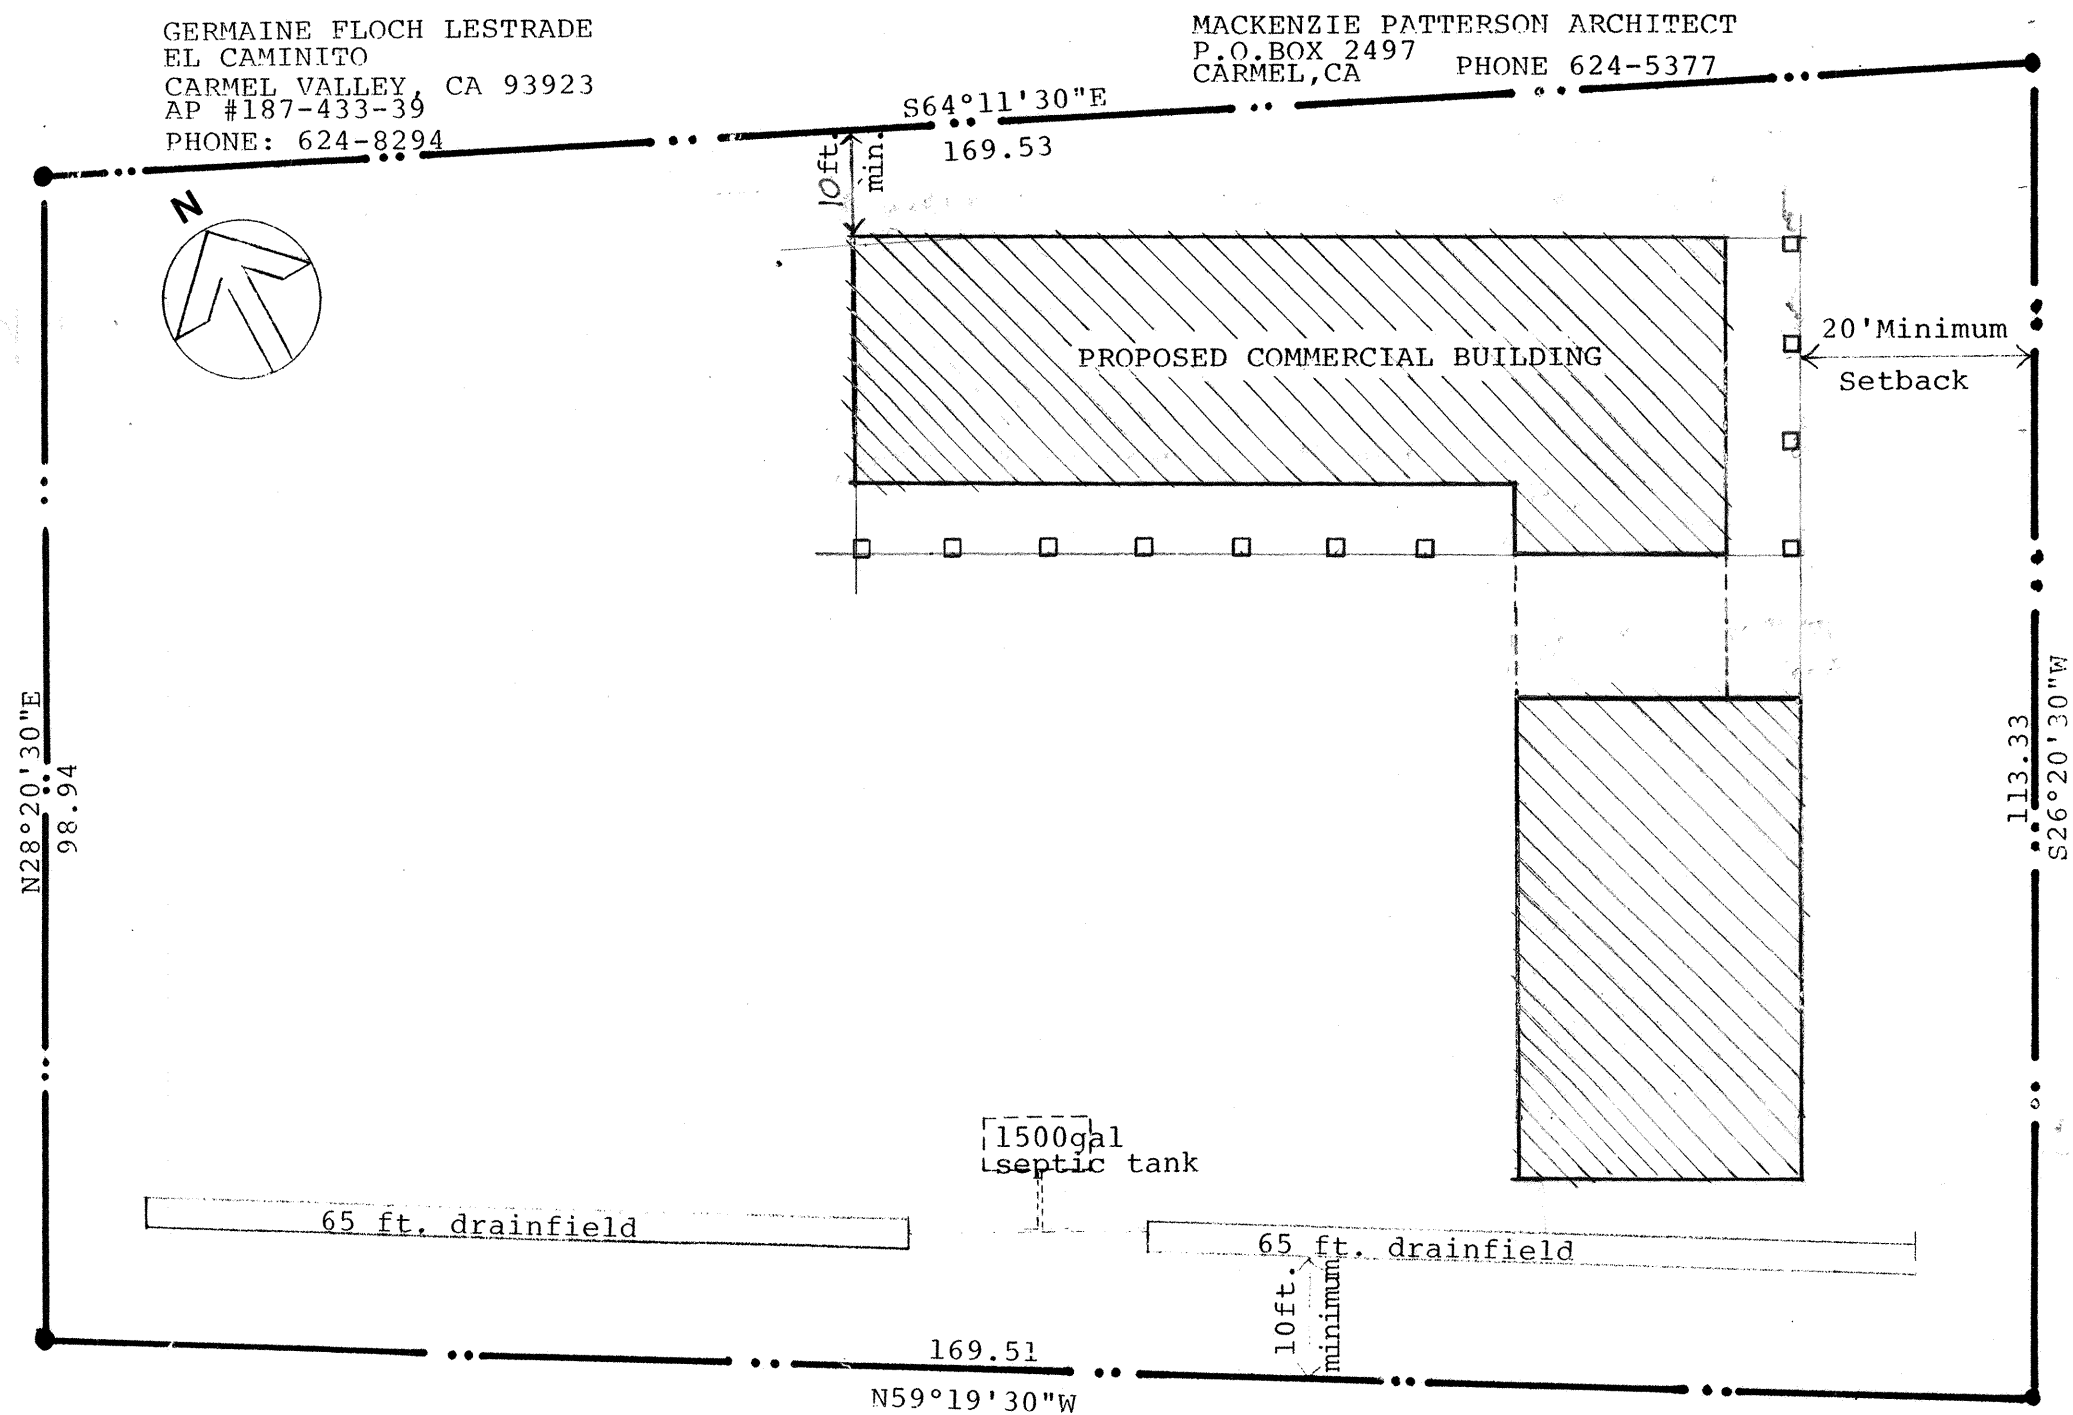 GERMAINE FLOCH LESTRADE
EL CAMINITO
CARMEL VALLEY, CA 93923
AP #187-433-39
PHONE: 624-8294
MACKENZIE PATTERSON ARCHITECT
P.O.BOX 2497
CARMEL,CA PHONE 624-5377
S64°11'30"E
169.53
N
10ft.
min.
PROPOSED COMMERCIAL BUILDING
20'Minimum
Setback
N28°20'30"E
98.94
113.33
S26°20'30"W
1500gal
septic tank
65 ft. drainfield
65 ft. drainfield
10ft.
minimum
169.51
N59°19'30"W